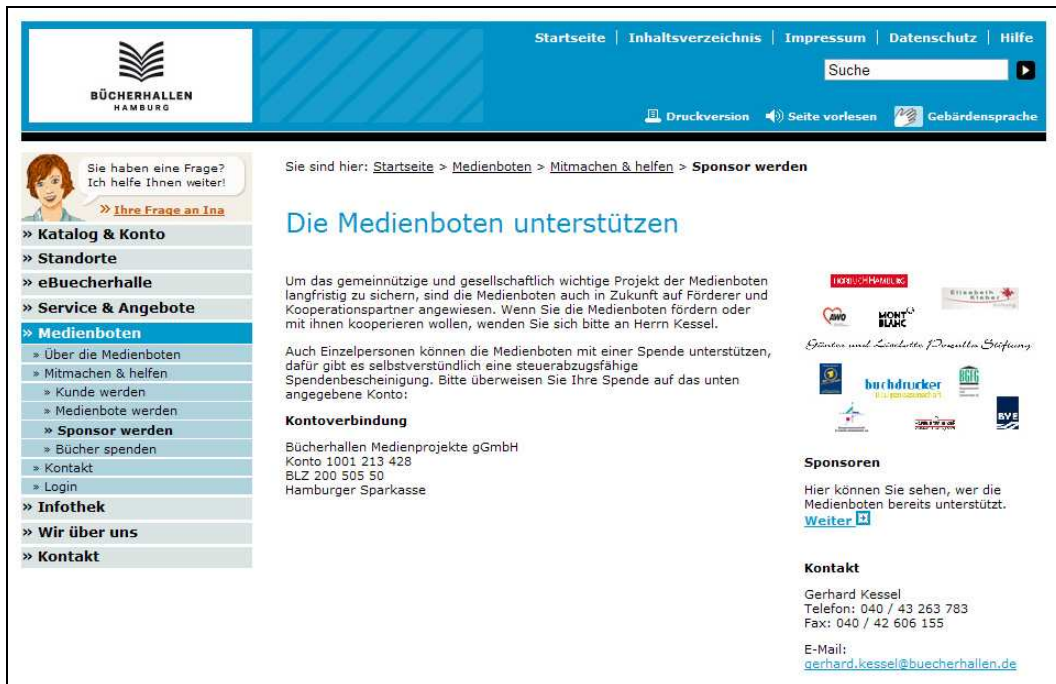 BÜCHERHALLEN
HAMBURG
Startseite | Inhaltsverzeichnis | Impressum | Datenschutz | Hilfe
Suche
Druckversion Seite vorlesen Gebärdensprache
Sie haben eine Frage?
Ich helfe Ihnen weiter!
» Ihre Frage an Ina
» Katalog & Konto
» Standorte
» eBuecherhalle
» Service & Angebote
» Medienboten
» Über die Medienboten
» Mitmachen & helfen
» Kunde werden
» Medienbote werden
» Sponsor werden
» Bücher spenden
» Kontakt
» Login
» Infothek
» Wir über uns
» Kontakt
Sie sind hier: Startseite > Medienboten > Mitmachen & helfen > Sponsor werden
Die Medienboten unterstützen
Um das gemeinnützige und gesellschaftlich wichtige Projekt der Medienboten
langfristig zu sichern, sind die Medienboten auch in Zukunft auf Förderer und
Kooperationspartner angewiesen. Wenn Sie die Medienboten fördern oder
mit ihnen kooperieren wollen, wenden Sie sich bitte an Herrn Kessel.
Auch Einzelpersonen können die Medienboten mit einer Spende unterstützen,
dafür gibt es selbstverständlich eine steuerabzugsfähige
Spendenbescheinigung. Bitte überweisen Sie Ihre Spende auf das unten
angegebene Konto:
Kontoverbindung
Bücherhallen Medienprojekte gGmbH
Konto 1001 213 428
BLZ 200 505 50
Hamburger Sparkasse
HÖRBUCH HAMBURG
Elisabeth
Kleber
AWO
MONT
BLANC
Stiftung
buchdrucker
BGFG
BVE
Sponsoren
Hier können Sie sehen, wer die
Medienboten bereits unterstützt.
Weiter
Kontakt
Gerhard Kessel
Telefon: 040 / 43 263 783
Fax: 040 / 42 606 155
E-Mail:
gerhard.kessel@buecherhallen.de